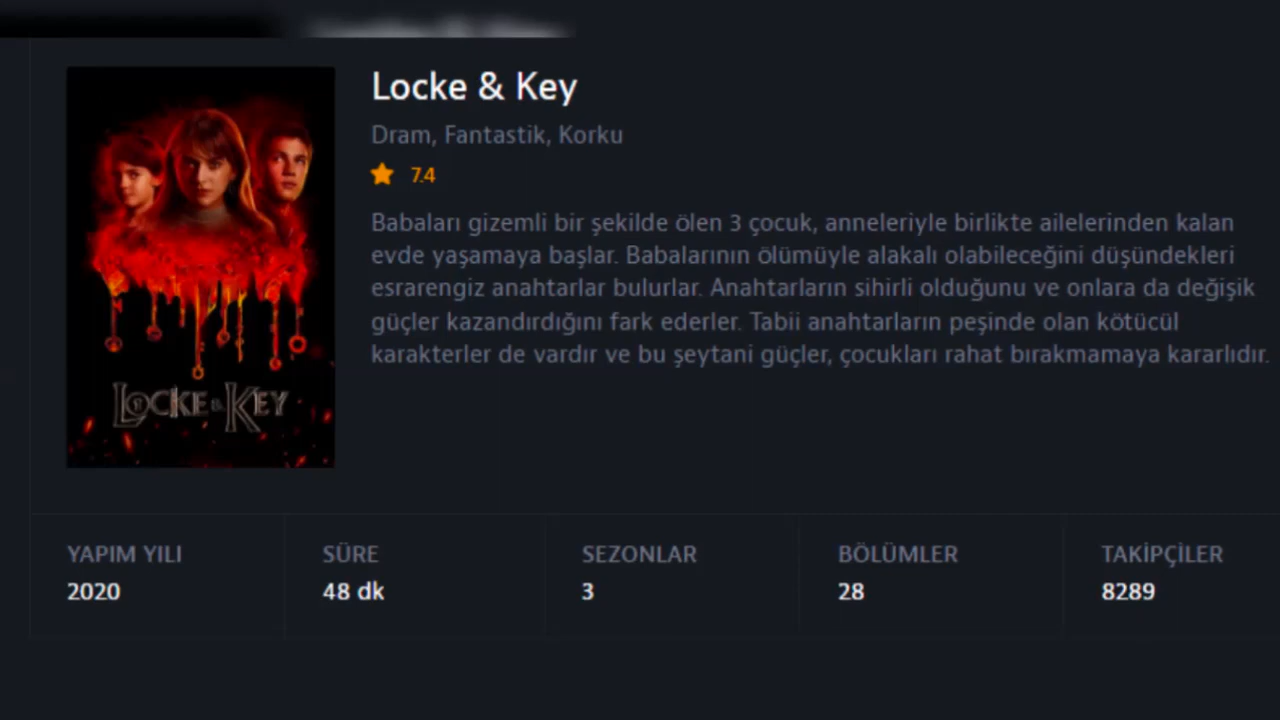 Locke & Key
Dram, Fantastik, Korku
7.4
Babaları gizemli bir şekilde ölen 3 çocuk, anneleriyle birlikte ailelerinden kalan
evde yaşamaya başlar. Babalarının ölümüyle alakalı olabileceğini düşündekleri
esrarengiz anahtarlar bulurlar. Anahtarların sihirli olduğunu ve onlara da değişik
güçler kazandırdığını fark ederler. Tabii anahtarların peşinde olan kötücül
karakterler de vardır ve bu şeytani güçler, çocukları rahat bırakmamaya kararlıdır.
LOCKE & KEY
YAPIM YILI
2020
SÜRE
48 dk
SEZONLAR
3
BÖLÜMLER
28
TAKİPÇİLER
8289